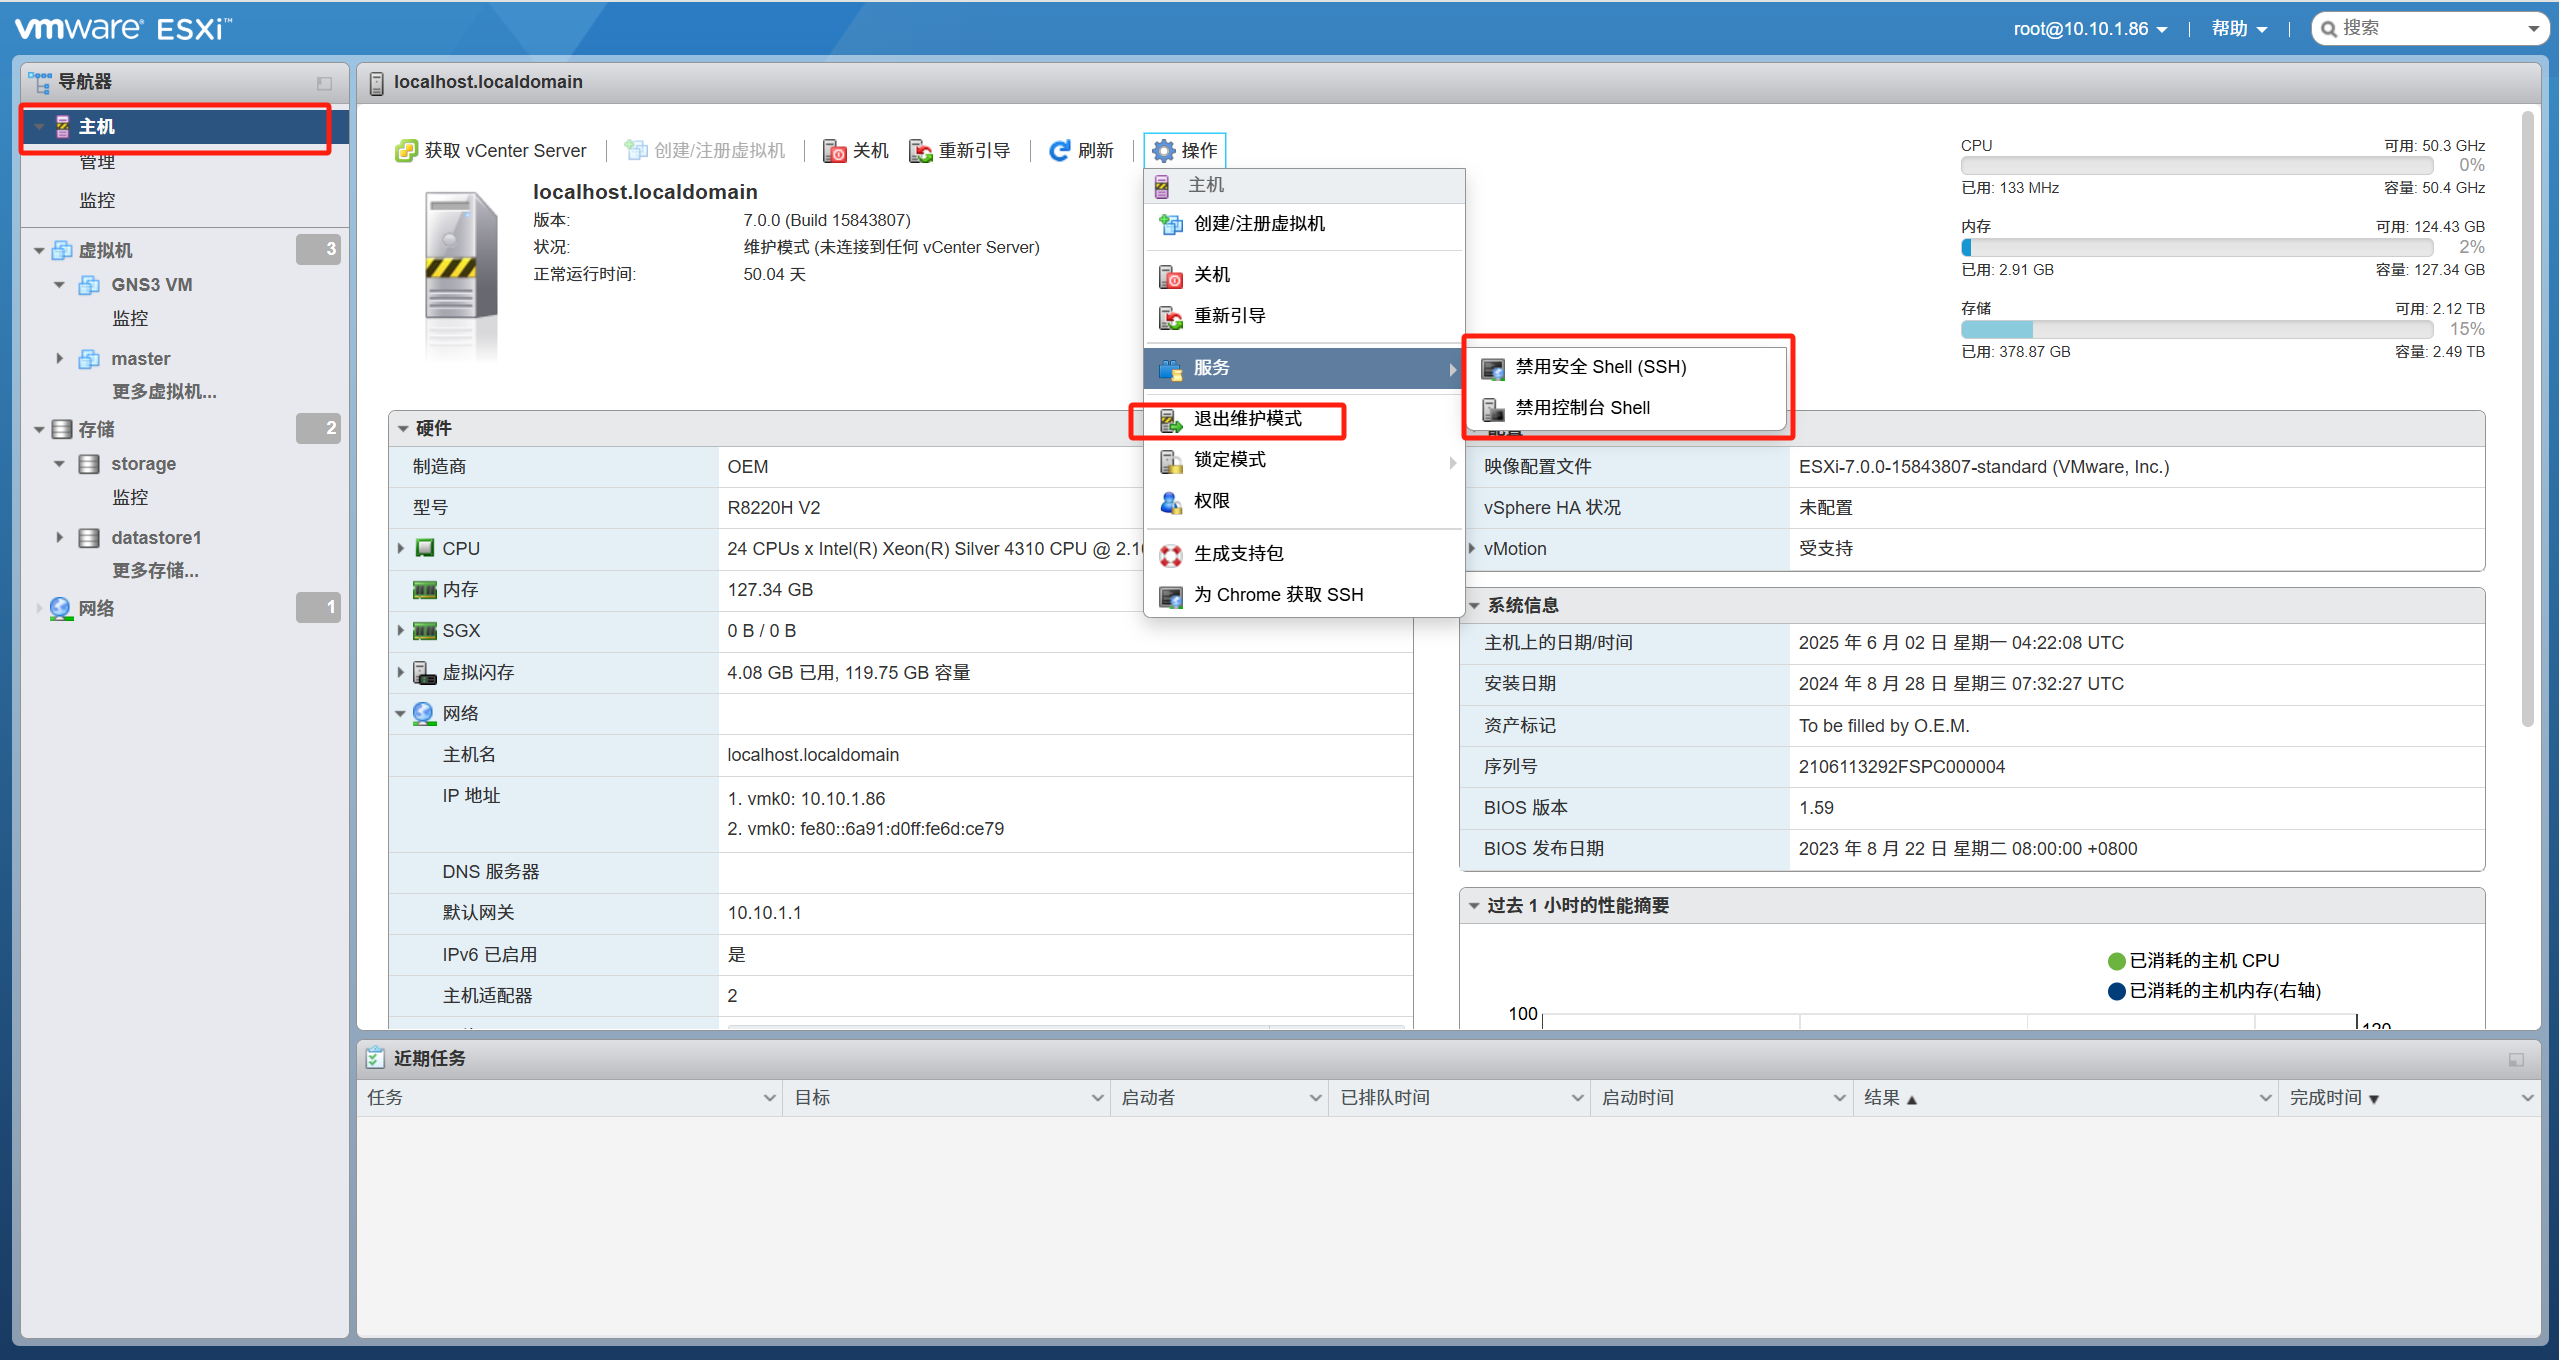 vmware ESXi™
root@10.10.1.86
帮助
搜索
导航器
主机
管理
监控
虚拟机 3
GNS3 VM
监控
master
更多虚拟机...
存储 2
storage
监控
datastore1
更多存储...
网络 1
localhost.localdomain
获取 vCenter Server
创建/注册虚拟机
关机
重新引导
刷新
操作
localhost.localdomain
版本: 7.0.0 (Build 15843807)
状况: 维护模式 (未连接到任何 vCenter Server)
正常运行时间: 50.04 天
CPU 可用: 50.3 GHz
0%
已用: 133 MHz 容量: 50.4 GHz
内存 可用: 124.43 GB
2%
已用: 2.91 GB 容量: 127.34 GB
存储 可用: 2.12 TB
15%
已用: 378.87 GB 容量: 2.49 TB
主机
创建/注册虚拟机
关机
重新引导
服务
退出维护模式
锁定模式
权限
生成支持包
为 Chrome 获取 SSH
禁用安全 Shell (SSH)
禁用控制台 Shell
硬件
制造商 OEM
型号 R8220H V2
CPU 24 CPUs x Intel(R) Xeon(R) Silver 4310 CPU @ 2.1
内存 127.34 GB
SGX 0 B / 0 B
虚拟闪存 4.08 GB 已用, 119.75 GB 容量
网络
主机名 localhost.localdomain
IP 地址 1. vmk0: 10.10.1.86
2. vmk0: fe80::6a91:d0ff:fe6d:ce79
DNS 服务器
默认网关 10.10.1.1
IPv6 已启用 是
主机适配器 2
配置
映像配置文件 ESXi-7.0.0-15843807-standard (VMware, Inc.)
vSphere HA 状况 未配置
vMotion 受支持
系统信息
主机上的日期/时间 2025 年 6 月 02 日 星期一 04:22:08 UTC
安装日期 2024 年 8 月 28 日 星期三 07:32:27 UTC
资产标记 To be filled by O.E.M.
序列号 2106113292FSPC000004
BIOS 版本 1.59
BIOS 发布日期 2023 年 8 月 22 日 星期二 08:00:00 +0800
过去 1 小时的性能摘要
已消耗的主机 CPU
已消耗的主机内存(右轴)
100
120
近期任务
任务 目标 启动者 已排队时间 启动时间 结果 ▲ 完成时间 ▼